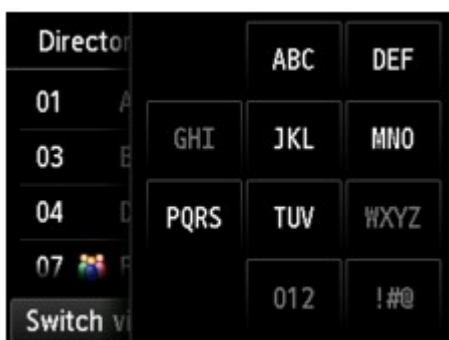 Director
ABC DEF
01 A
GHI JKL MNO
03 E
04 D
PQRS TUV WXYZ
07 F
012 !#@
Switch vi